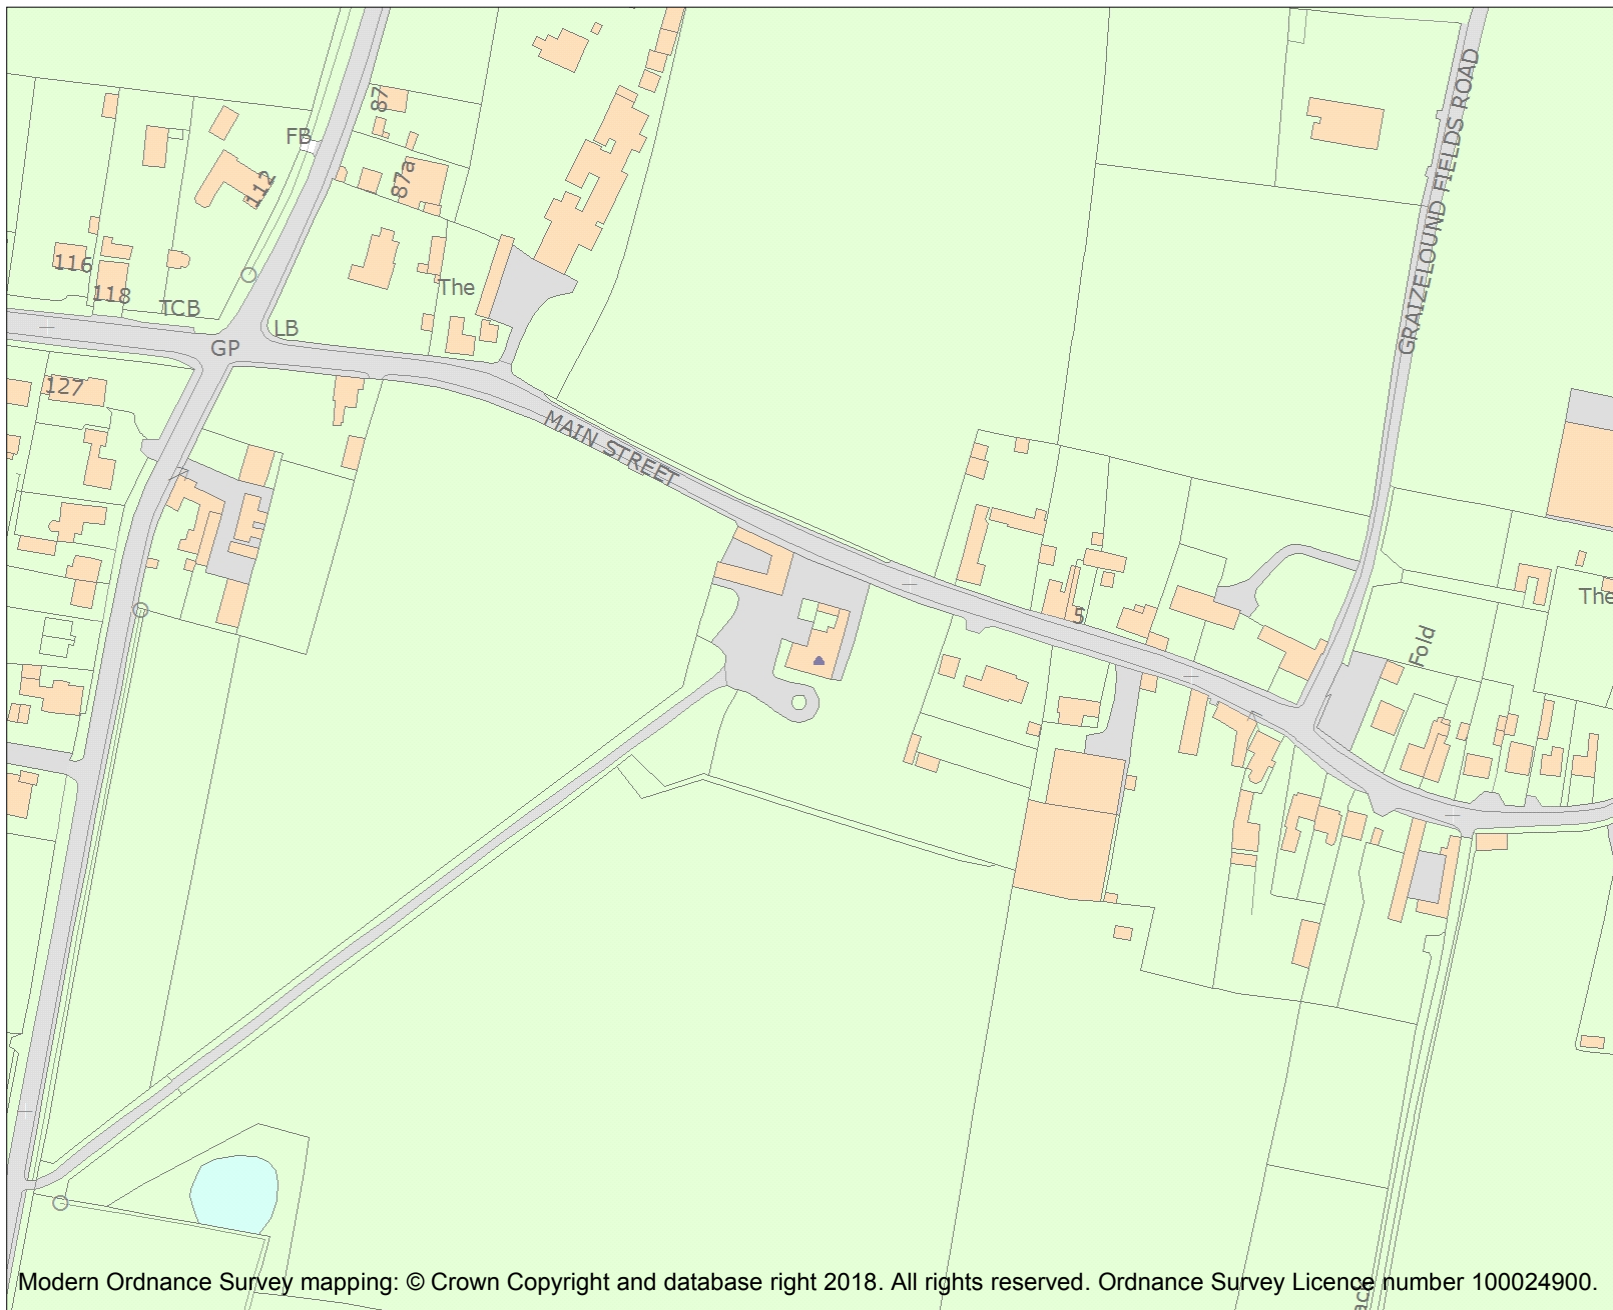 GRAIZELOUND FIELDS ROAD
87
FB
87a
112
116
The
118
TCB
LB
GP
127
MAIN STREET
The
5
Fold
Modern Ordnance Survey mapping: © Crown Copyright and database right 2018. All rights reserved. Ordnance Survey Licence number 100024900.